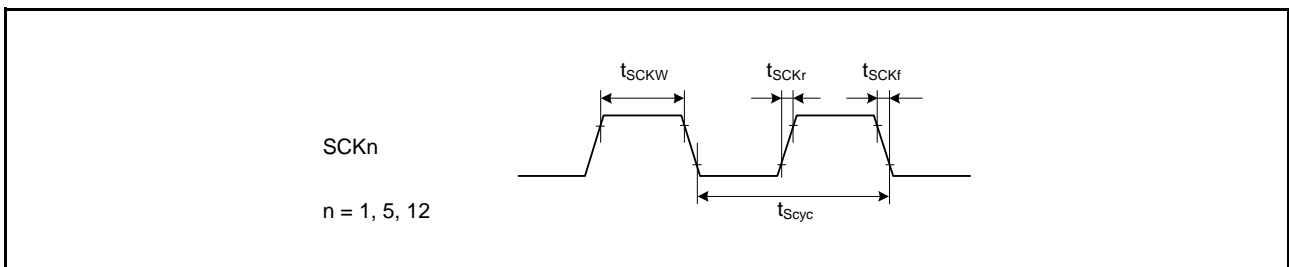 tSCKW tSCKr tSCKf
SCKn
n = 1, 5, 12
tScyc